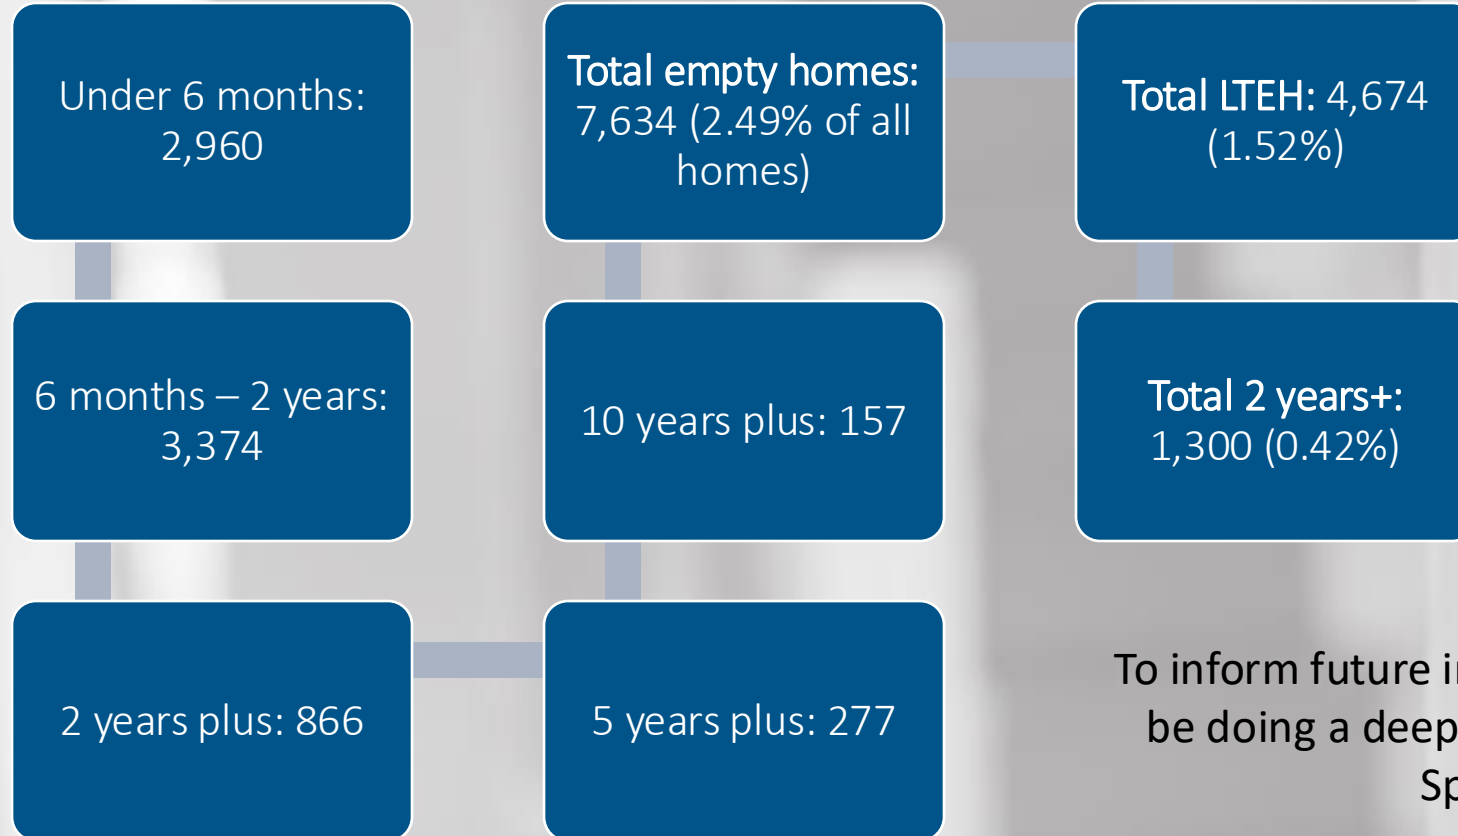 Under 6 months:
2,960
6 months – 2 years:
3,374
2 years plus: 866
5 years plus: 277
10 years plus: 157
Total empty homes:
7,634 (2.49% of all
homes)
Total LTEH: 4,674
(1.52%)
Total 2 years+:
1,300 (0.42%)
To inform future
be doing a deep